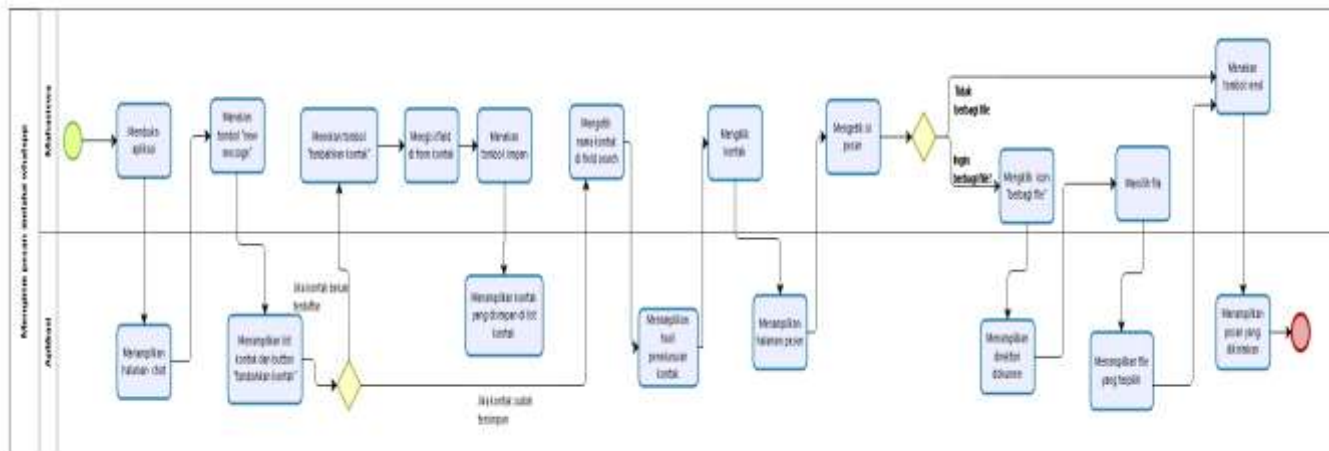 Mengirim pesan melalui whatsapp
Mahasiswa
Aplikasi
Membuka
aplikasi
Menekan
tombol "new
message"
Menekan tombol
"tambahkan kontak"
Mengisi field
di form kontak
Menekan
tombol simpan
Mengetik
nama kontak
di field search
Mengklik
kontak
Mengetik isi
pesan
Tidak
berbagi file
Ingin
berbagi file?
Mengklik icon
"berbagi file"
Memilih file
Menekan
tombol send
Menampilkan
halaman chat
Menampilkan list
kontak dan button
"tambahkan kontak"
Jika kontak belum
terdaftar
Jika kontak sudah
tersimpan
Menampilkan kontak
yang disimpan di list
kontak
Menampilkan
hasil
penelusuran
kontak
Menampilkan
halaman pesan
Menampilkan
direktori
dokumen
Menampilkan file
yang terpilih
Menampilkan
pesan yang
dikirimkan